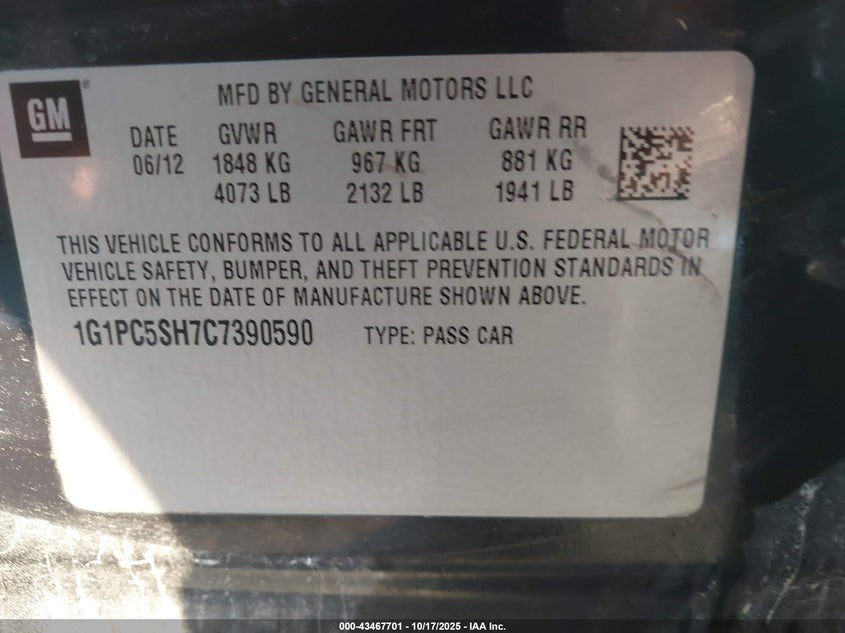 GM
MFD BY GENERAL MOTORS LLC
DATE GVWR GAWR FRT GAWR RR
06/12 1848 KG 967 KG 881 KG
4073 LB 2132 LB 1941 LB
THIS VEHICLE CONFORMS TO ALL APPLICABLE U.S. FEDERAL MOTOR
VEHICLE SAFETY, BUMPER, AND THEFT PREVENTION STANDARDS IN
EFFECT ON THE DATE OF MANUFACTURE SHOWN ABOVE.
1G1PC5SH7C7390590 TYPE: PASS CAR
000-43467701 - 10/17/2025 - IAA Inc.